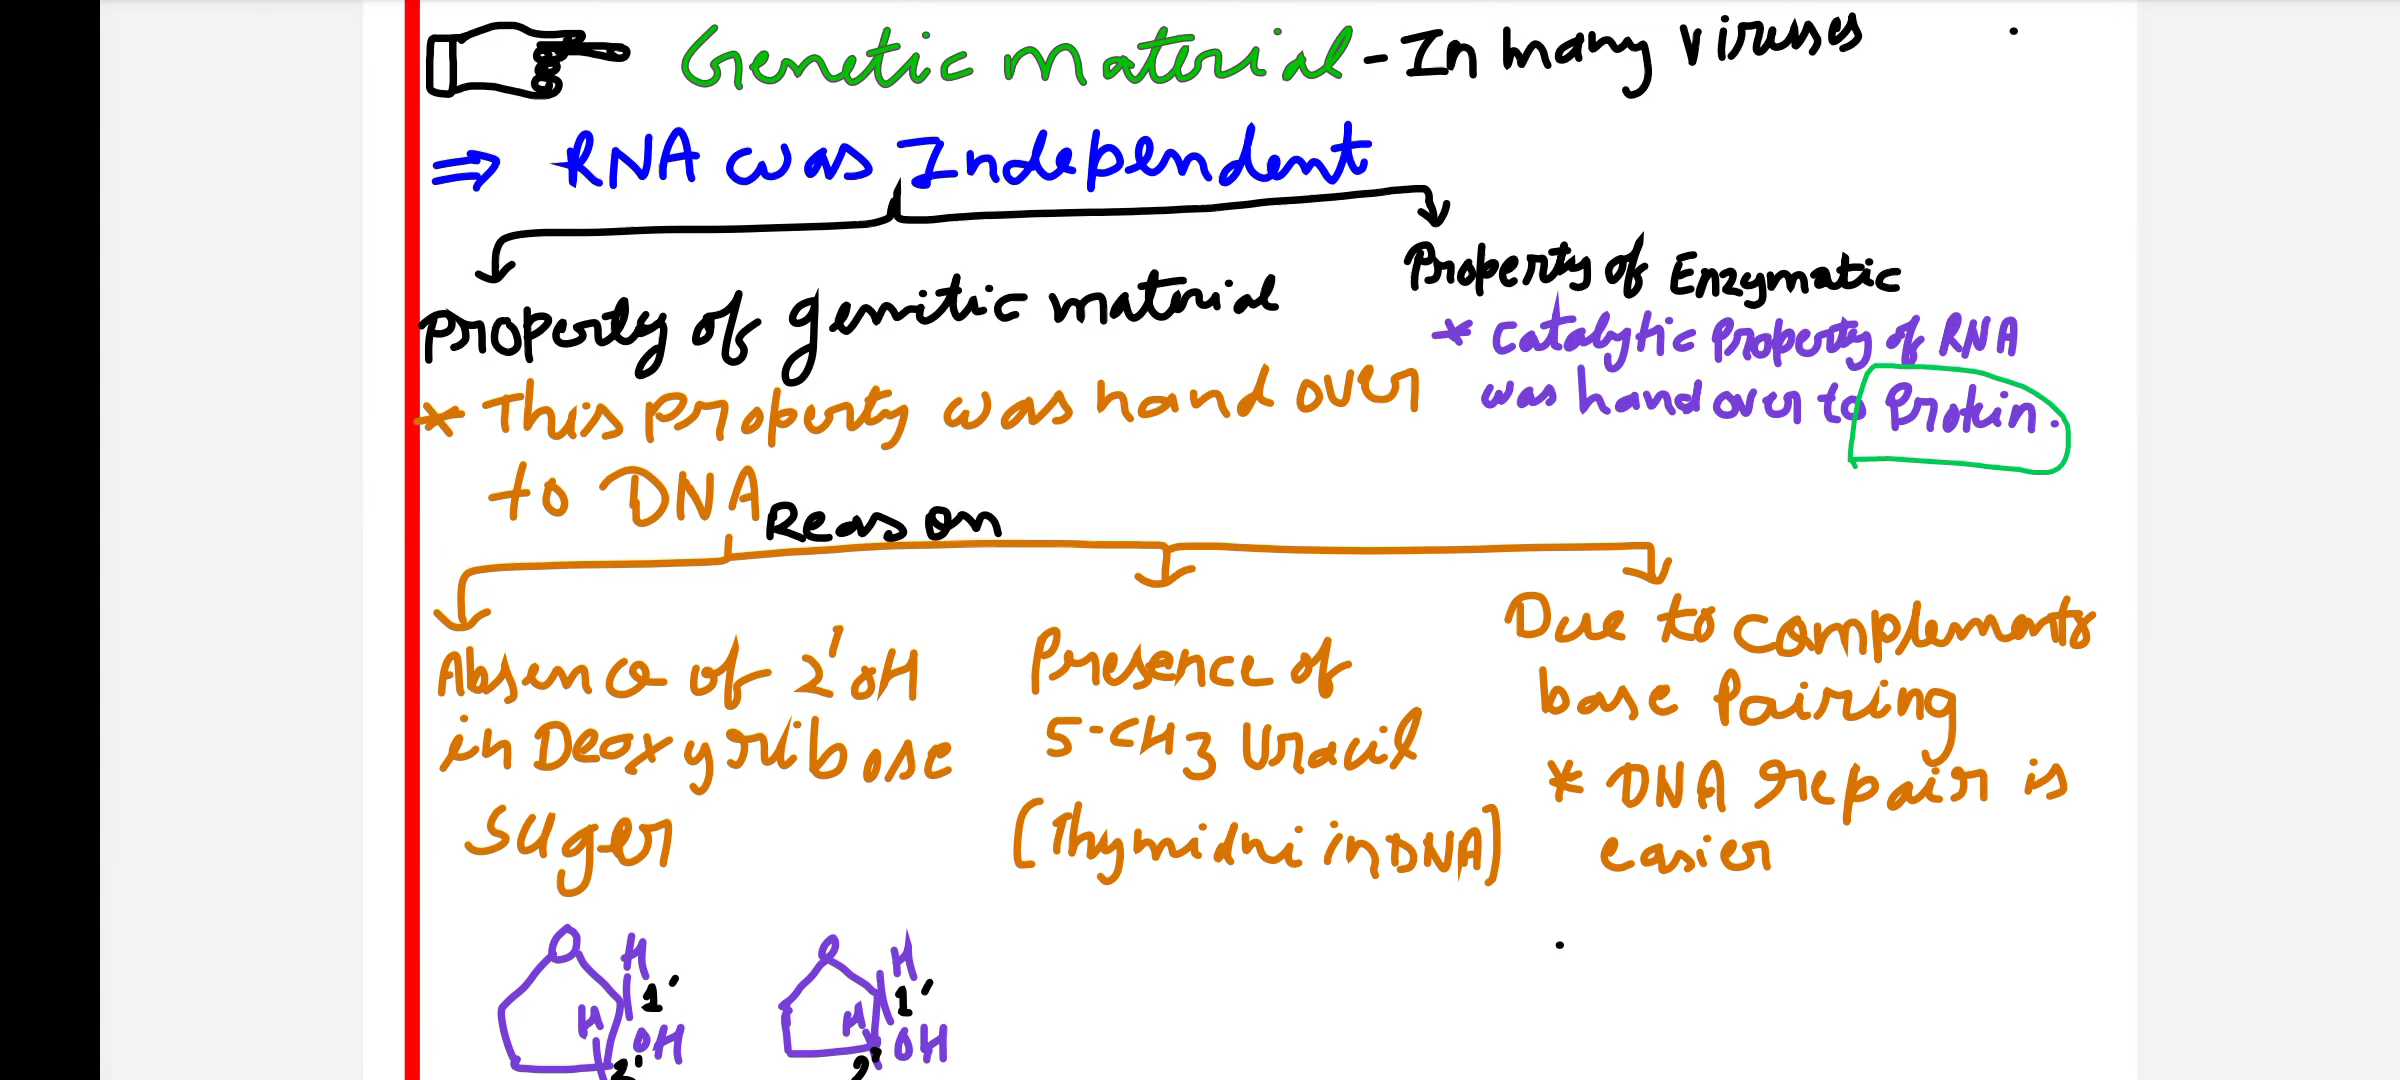 Genetic Material - In many viruses
⇒ RNA was Independent
Property of genitic material
* This property was hand over
to DNA
Property of Enzymatic
* Catalytic Property of RNA
was hand over to Protein.
Reason
Absence of 2'OH
in Deoxyribose
suger
Presence of
5-CH3 Uracil
[Thymidni in DNA]
Due to complements
base Pairing
* DNA repair is
easier
O H
1'
H OH
2'
O H
1'
H OH
2'